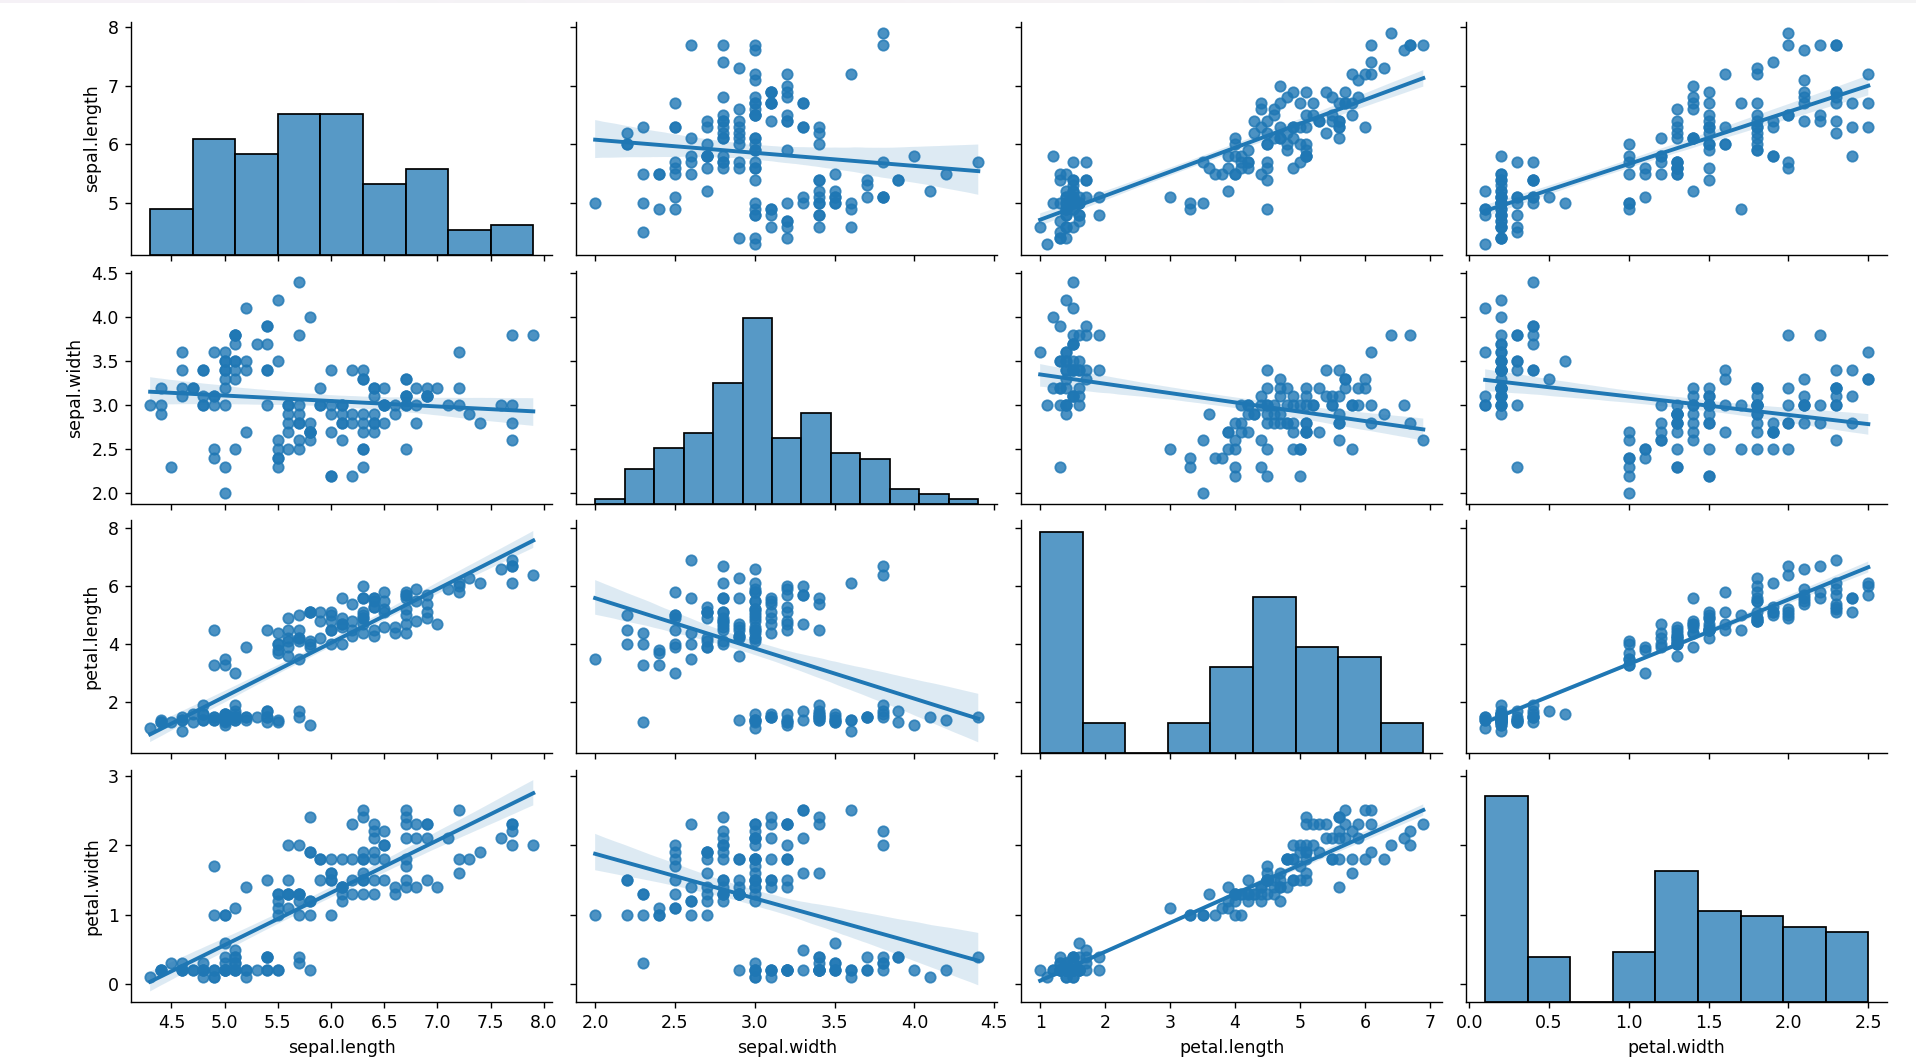 8
7
6
5
sepal.length
4.5
4.0
3.5
3.0
2.5
2.0
sepal.width
8
6
4
2
petal.length
3
2
1
0
petal.width
4.5 5.0 5.5 6.0 6.5 7.0 7.5 8.0
sepal.length
2.0 2.5 3.0 3.5 4.0 4.5
sepal.width
1 2 3 4 5 6 7
petal.length
0.0 0.5 1.0 1.5 2.0 2.5
petal.width